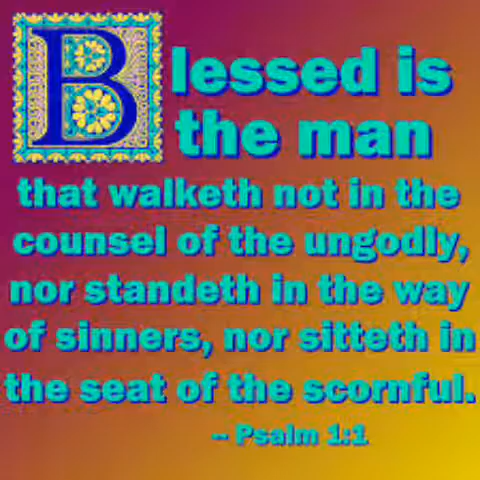 Blessed is
the man
that walketh not in the
counsel of the ungodly,
nor standeth in the way
of sinners, nor sitteth in
the seat of the scornful.
-- Psalm 1:1